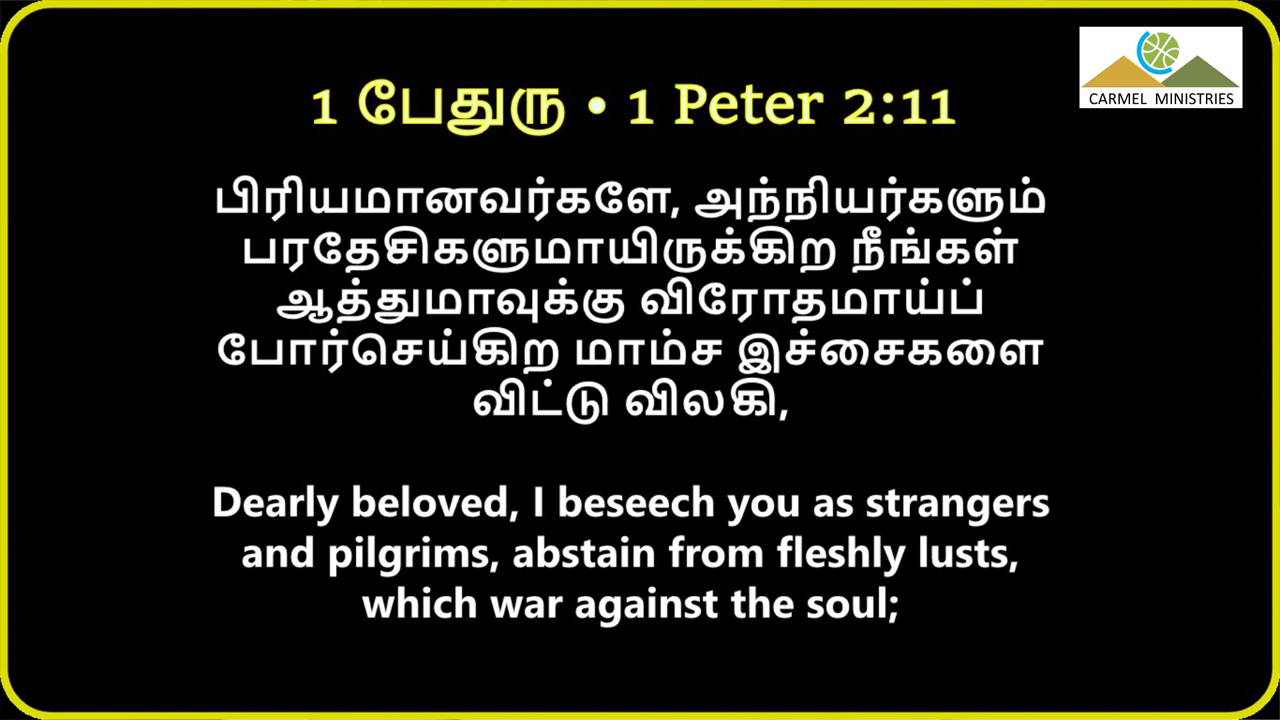 CARMEL MINISTRIES
1 பேதுரு • 1 Peter 2:11
பிரியமானவர்களே, அந்நியர்களும்
பரதேசிகளுமாயிருக்கிற நீங்கள்
ஆத்துமாவுக்கு விரோதமாய்ப்
போர்செய்கிற மாம்ச இச்சைகளை
விட்டு விலகி,
Dearly beloved, I beseech you as strangers
and pilgrims, abstain from fleshly lusts,
which war against the soul;